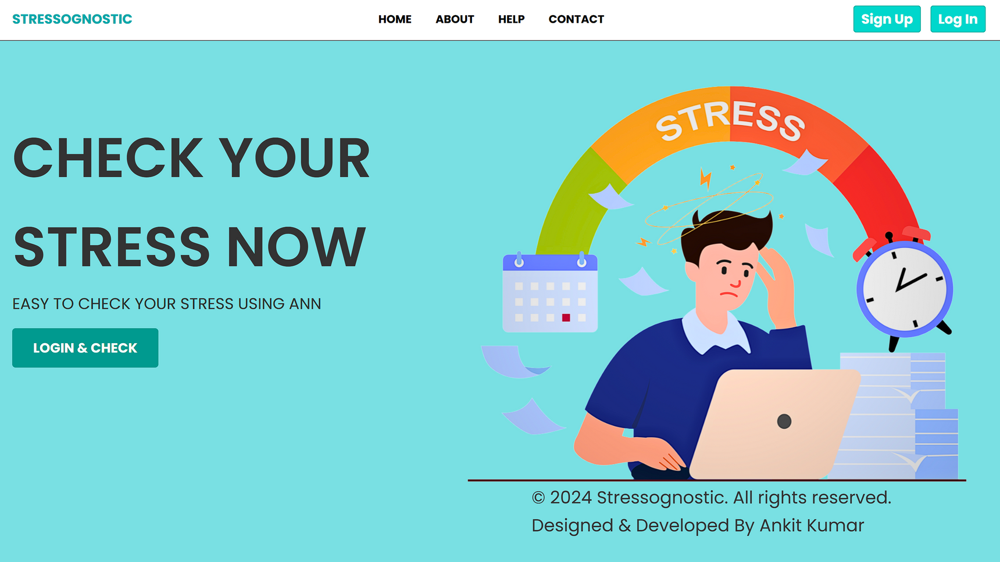 STRESSOGNOSTIC
HOME ABOUT HELP CONTACT
Sign Up Log In
STRESS
CHECK YOUR
STRESS NOW
EASY TO CHECK YOUR STRESS USING ANN
LOGIN & CHECK
© 2024 Stressognostic. All rights reserved.
Designed & Developed By Ankit Kumar